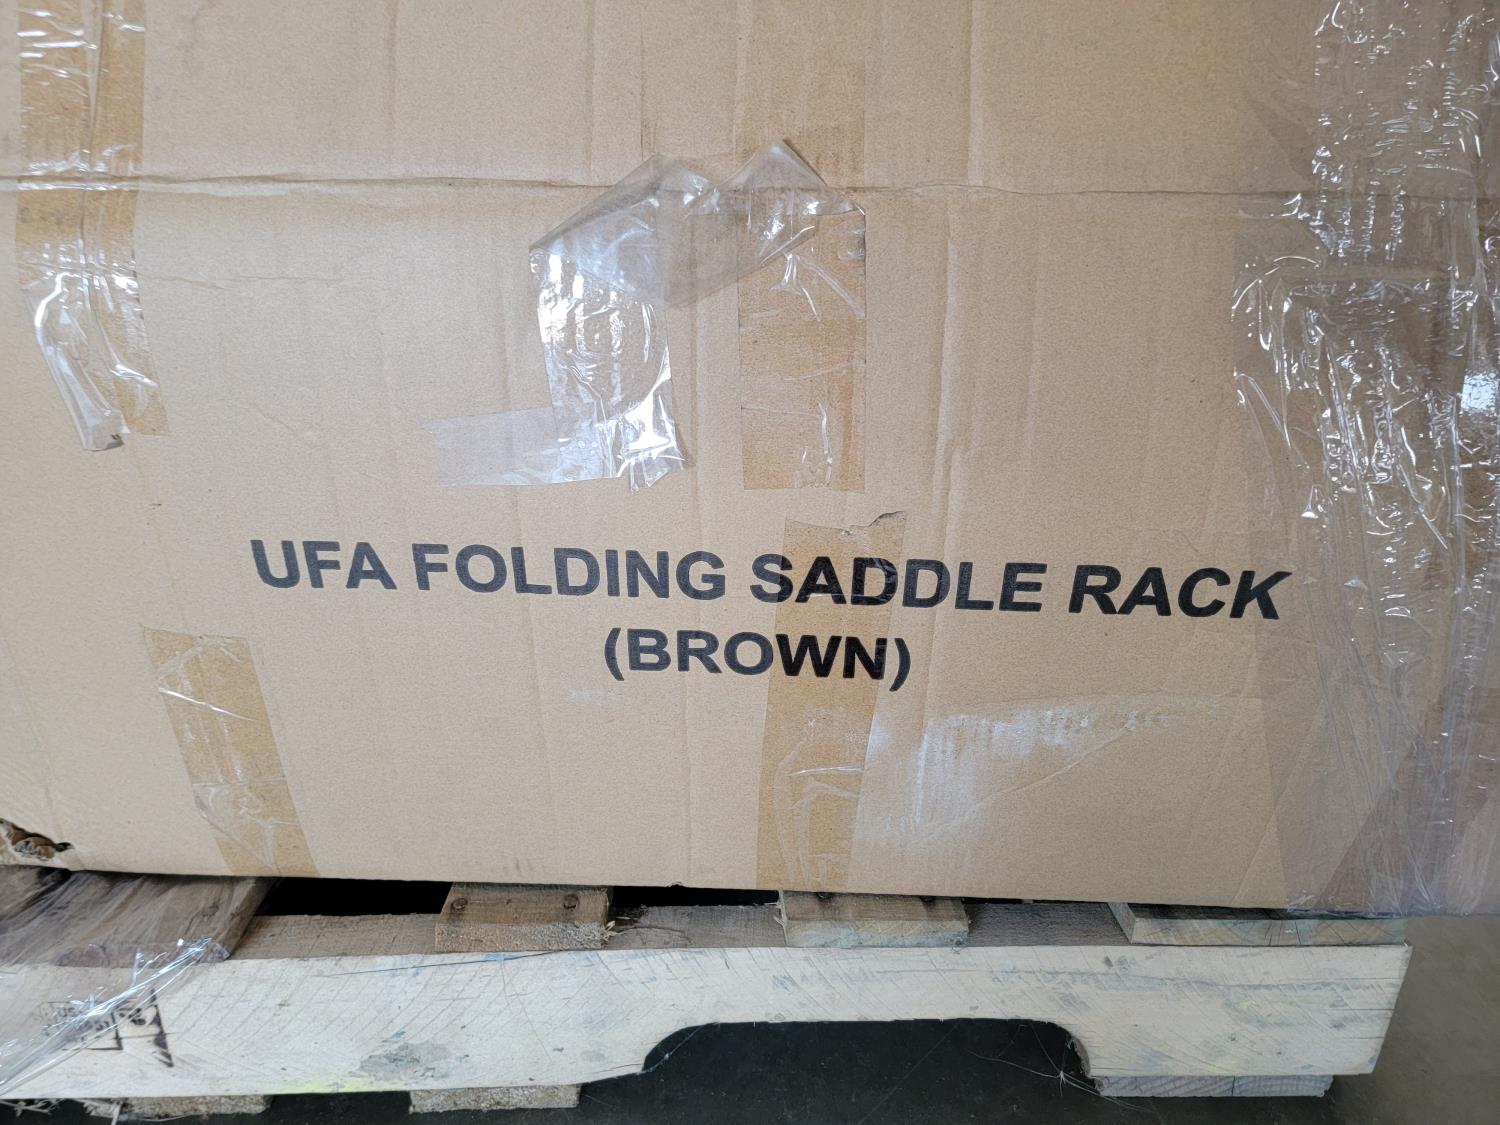 UFA FOLDING SADDLE RACK
(BROWN)